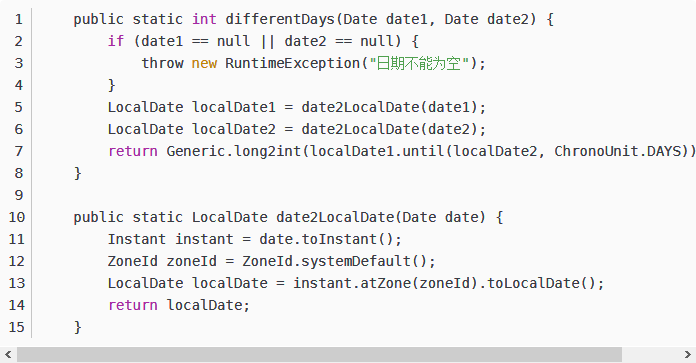 1 public static int differentDays(Date date1, Date date2) {
2 if (date1 == null || date2 == null) {
3 throw new RuntimeException("日期不能为空");
4 }
5 LocalDate localDate1 = date2LocalDate(date1);
6 LocalDate localDate2 = date2LocalDate(date2);
7 return Generic.long2int(localDate1.until(localDate2, ChronoUnit.DAYS))
8 }
9
10 public static LocalDate date2LocalDate(Date date) {
11 Instant instant = date.toInstant();
12 ZoneId zoneId = ZoneId.systemDefault();
13 LocalDate localDate = instant.atZone(zoneId).toLocalDate();
14 return localDate;
15 }